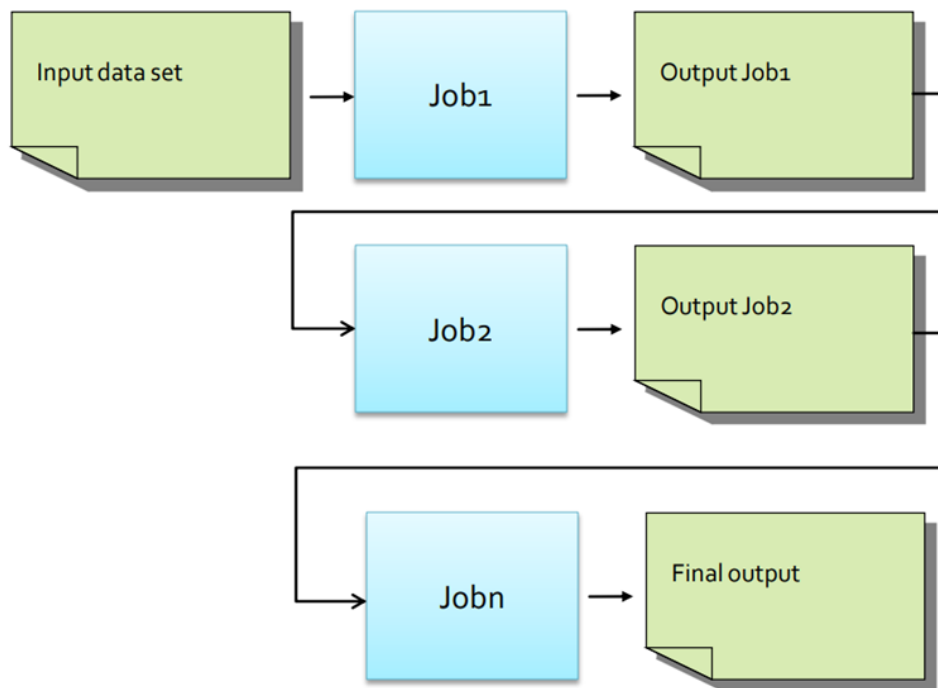 Input data set
Job1
Output Job1
Job2
Output Job2
Jobn
Final output